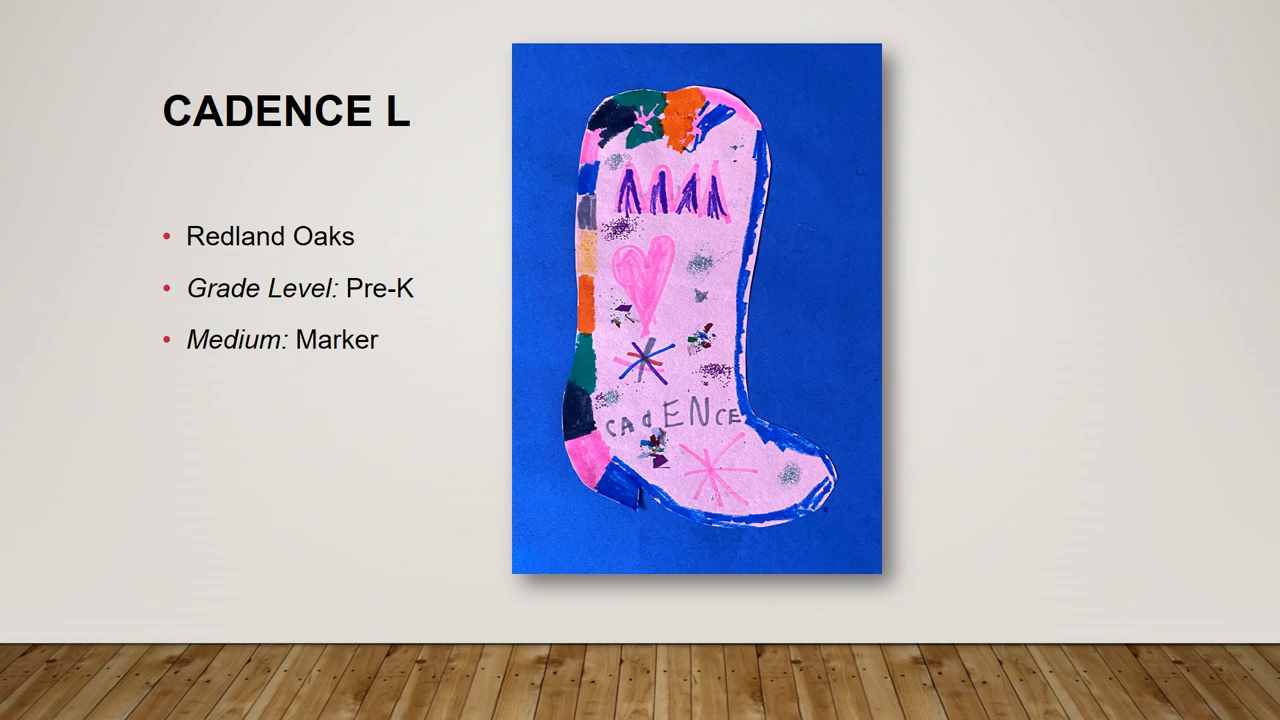 CADENCE L
• Redland Oaks
• Grade Level: Pre-K
• Medium: Marker
CAdENCE